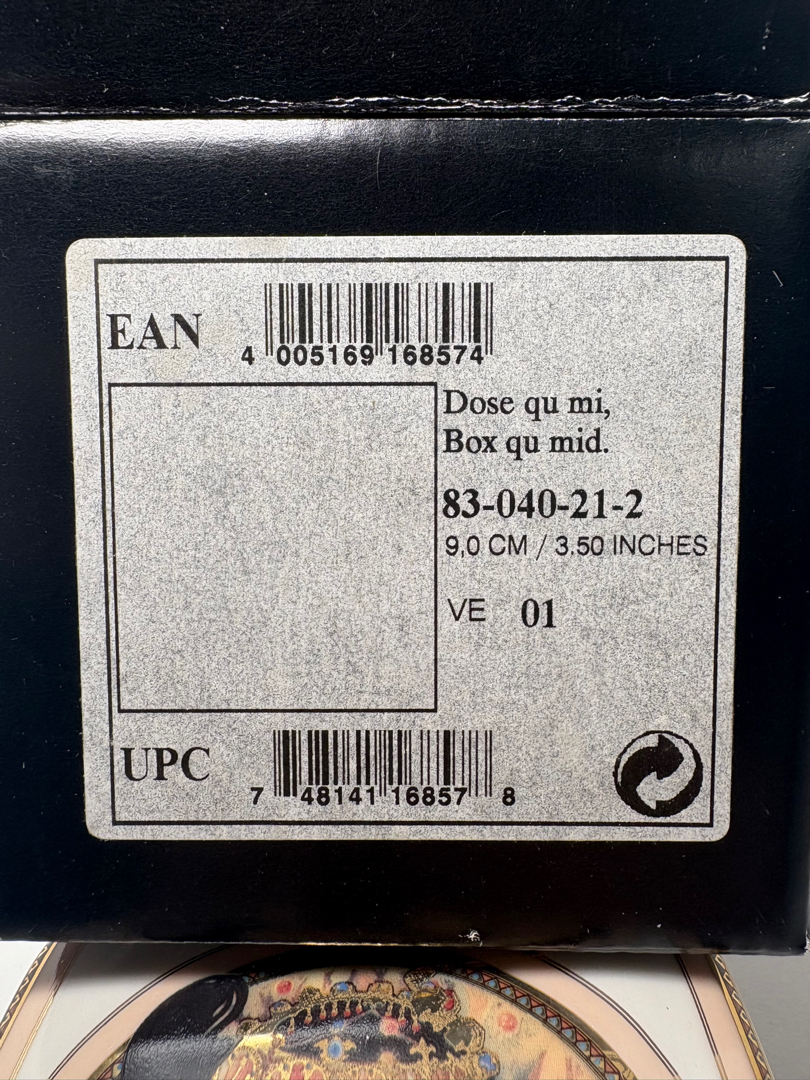 EAN
4 005169 168574
Dose qu mi,
Box qu mid.
83-040-21-2
9,0 CM / 3.50 INCHES
VE 01
UPC
7 48141 16857 8